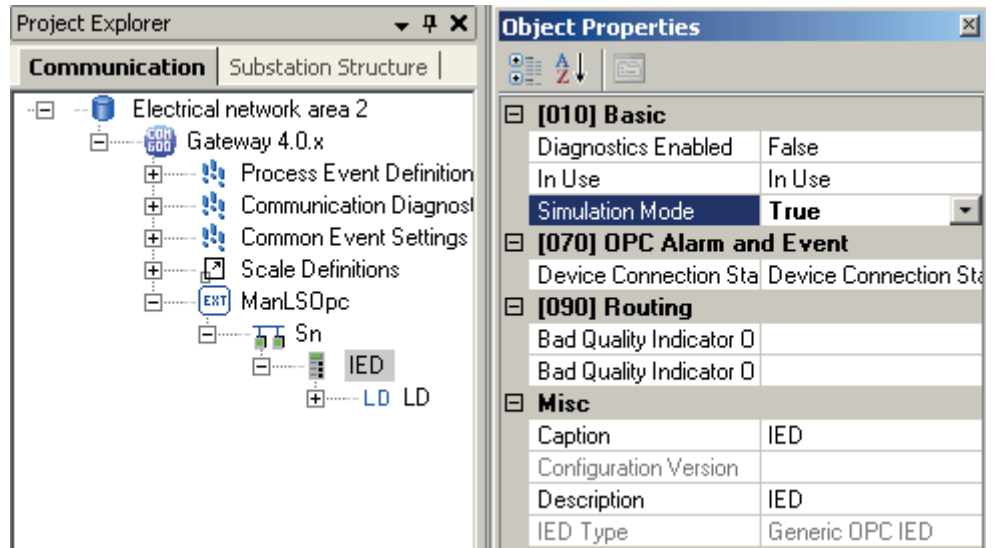 Project Explorer
Communication
Substation Structure
Electrical network area 2
COM
600
Gateway 4.0.x
Process Event Definition
Communication Diagnost
Common Event Settings
Scale Definitions
EXT
ManLSOpc
Sn
IED
LD LD
Object Properties
A
Z
[010] Basic
Diagnostics Enabled False
In Use In Use
Simulation Mode True
[070] OPC Alarm and Event
Device Connection Sta Device Connection Sta
[090] Routing
Bad Quality Indicator O
Bad Quality Indicator O
Misc
Caption IED
Configuration Version
Description IED
IED Type Generic OPC IED